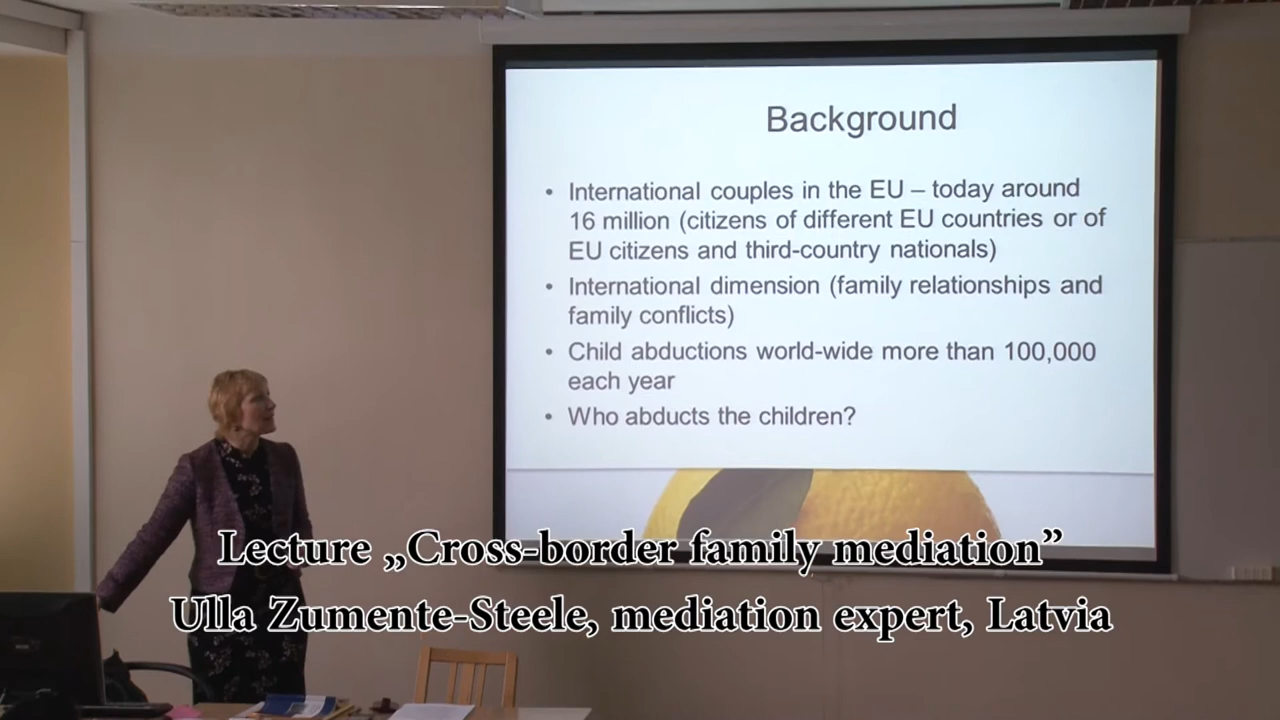 Background
• International couples in the EU – today around
16 million (citizens of different EU countries or of
EU citizens and third-country nationals)
• International dimension (family relationships and
family conflicts)
• Child abductions world-wide more than 100,000
each year
• Who abducts the children?
Lecture „Cross-border family mediation”
Ulla Zumente-Steele, mediation expert, Latvia